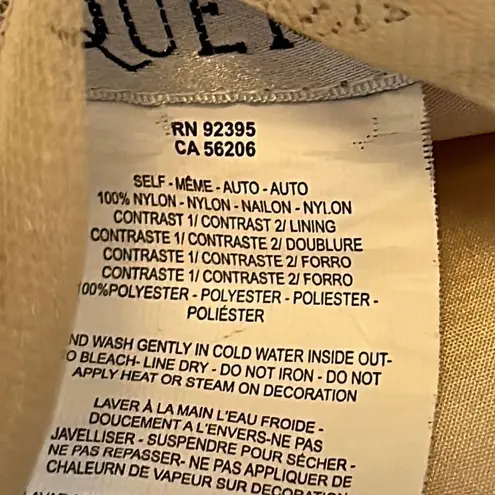 QUE
RN 92395
CA 56206
SELF - MÊME - AUTO - AUTO
100% NYLON - NYLON - NAILON - NYLON
CONTRAST 1/ CONTRAST 2/ LINING
CONTRASTE 1/ CONTRASTE 2/ DOUBLURE
CONTRASTE 1/ CONTRASTE 2/ FORRO
CONTRASTE 1/ CONTRASTE 2/ FORRO
100%POLYESTER - POLYESTER - POLIESTER -
POLIÉSTER
ND WASH GENTLY IN COLD WATER INSIDE OUT-
O BLEACH- LINE DRY - DO NOT IRON - DO NOT
APPLY HEAT OR STEAM ON DECORATION
LAVER À LA MAIN L'EAU FROIDE -
DOUCEMENT A L'ENVERS-NE PAS
JAVELLISER - SUSPENDRE POUR SÉCHER -
NE PAS REPASSER- NE PAS APPLIQUER DE
CHALEURN DE VAPEUR SUR DECORATION